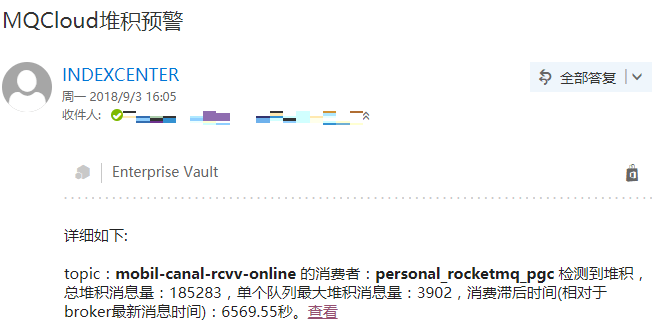 MQCloud堆积预警
INDEXCENTER
周一 2018/9/3 16:05
全部答复
收件人:
Enterprise Vault
详细如下:
topic：mobil-canal-rcvv-online 的消费者：personal_rocketmq_pgc 检测到堆积，
总堆积消息量：185283，单个队列最大堆积消息量：3902，消费滞后时间(相对于
broker最新消息时间)：6569.55秒。查看